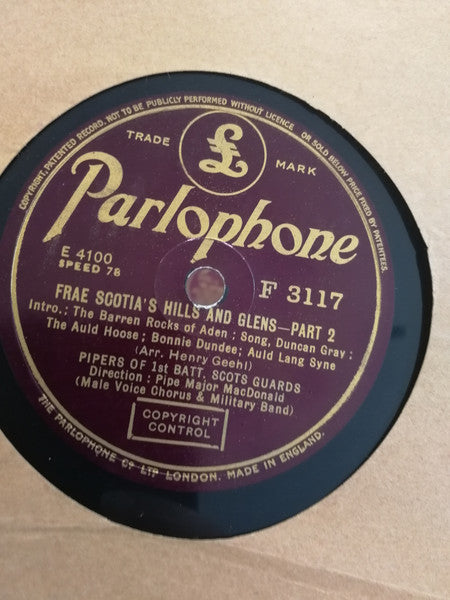 COPYRIGHT, PATENTED RECORD, NOT TO BE PUBLICLY PERFORMED WITHOUT LICENCE OR SOLD BELOW PRICE FIXED BY PATENTEES.
TRADE MARK
£
Parlophone
E 4100
SPEED 78
F 3117
FRAE SCOTIA'S HILLS AND GLENS—PART 2
Intro.: The Barren Rocks of Aden; Song, Duncan Gray;
The Auld Hoose; Bonnie Dundee; Auld Lang Syne
(Arr. Henry Geehl)
PIPERS OF 1st BATT. SCOTS GUARDS
Direction: Pipe Major MacDonald
(Male Voice Chorus & Military Band)
COPYRIGHT
CONTROL
THE PARLOPHONE Co LTD LONDON. MADE IN ENGLAND.